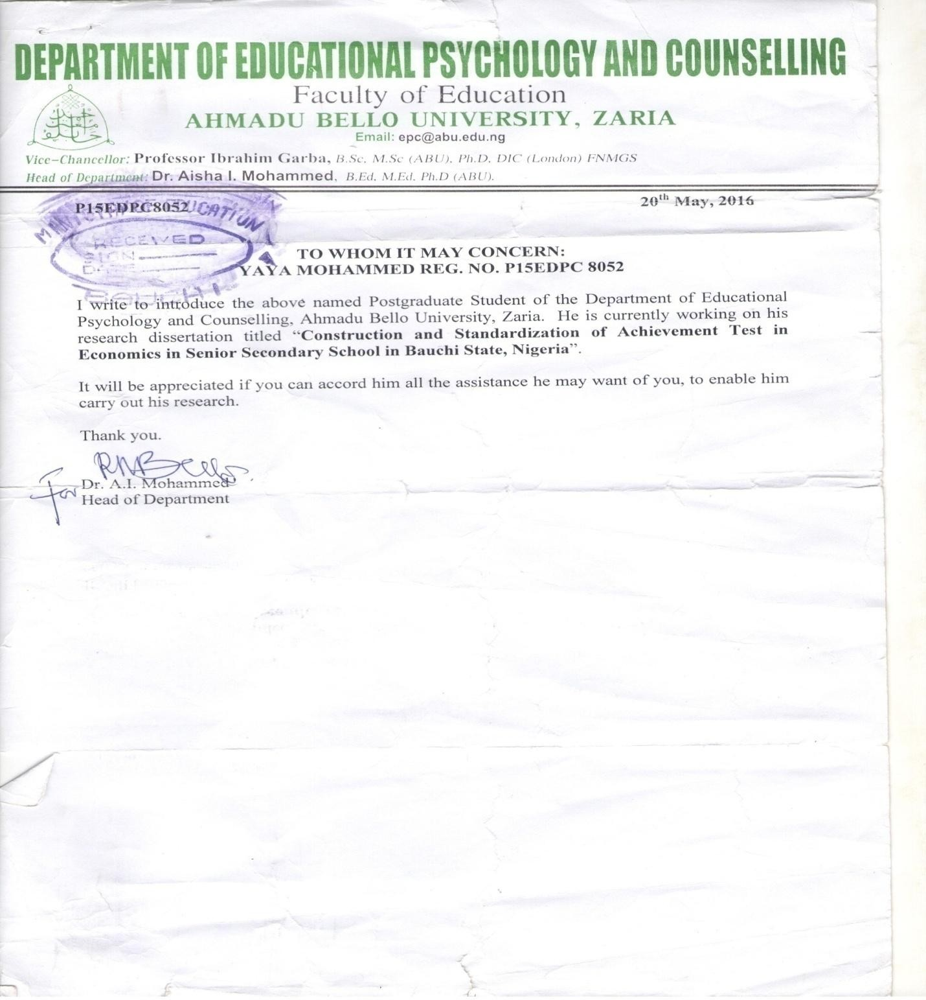 DEPARTMENT OF EDUCATIONAL PSYCHOLOGY AND COUNSELLING
Faculty of Education
AHMADU BELLO UNIVERSITY, ZARIA
Email: epc@abu.edu.ng
Vice-Chancellor: Professor Ibrahim Garba, B.Sc, M.Sc (ABU), Ph.D, DIC (London) FNMGS
Head of Department: Dr. Aisha I. Mohammed, B.Ed, M.Ed, Ph.D (ABU).
P15EDPC8052
20th May, 2016
MINISTRY OF EDUCATION
RECEIVED
SIGN
DATE
BAUCHI
TO WHOM IT MAY CONCERN:
YAYA MOHAMMED REG. NO. P15EDPC 8052
I write to introduce the above named Postgraduate Student of the Department of Educational
Psychology and Counselling, Ahmadu Bello University, Zaria. He is currently working on his
research dissertation titled “Construction and Standardization of Achievement Test in
Economics in Senior Secondary School in Bauchi State, Nigeria”.
It will be appreciated if you can accord him all the assistance he may want of you, to enable him
carry out his research.
Thank you.
RMBello
For Dr. A.I. Mohammed
Head of Department